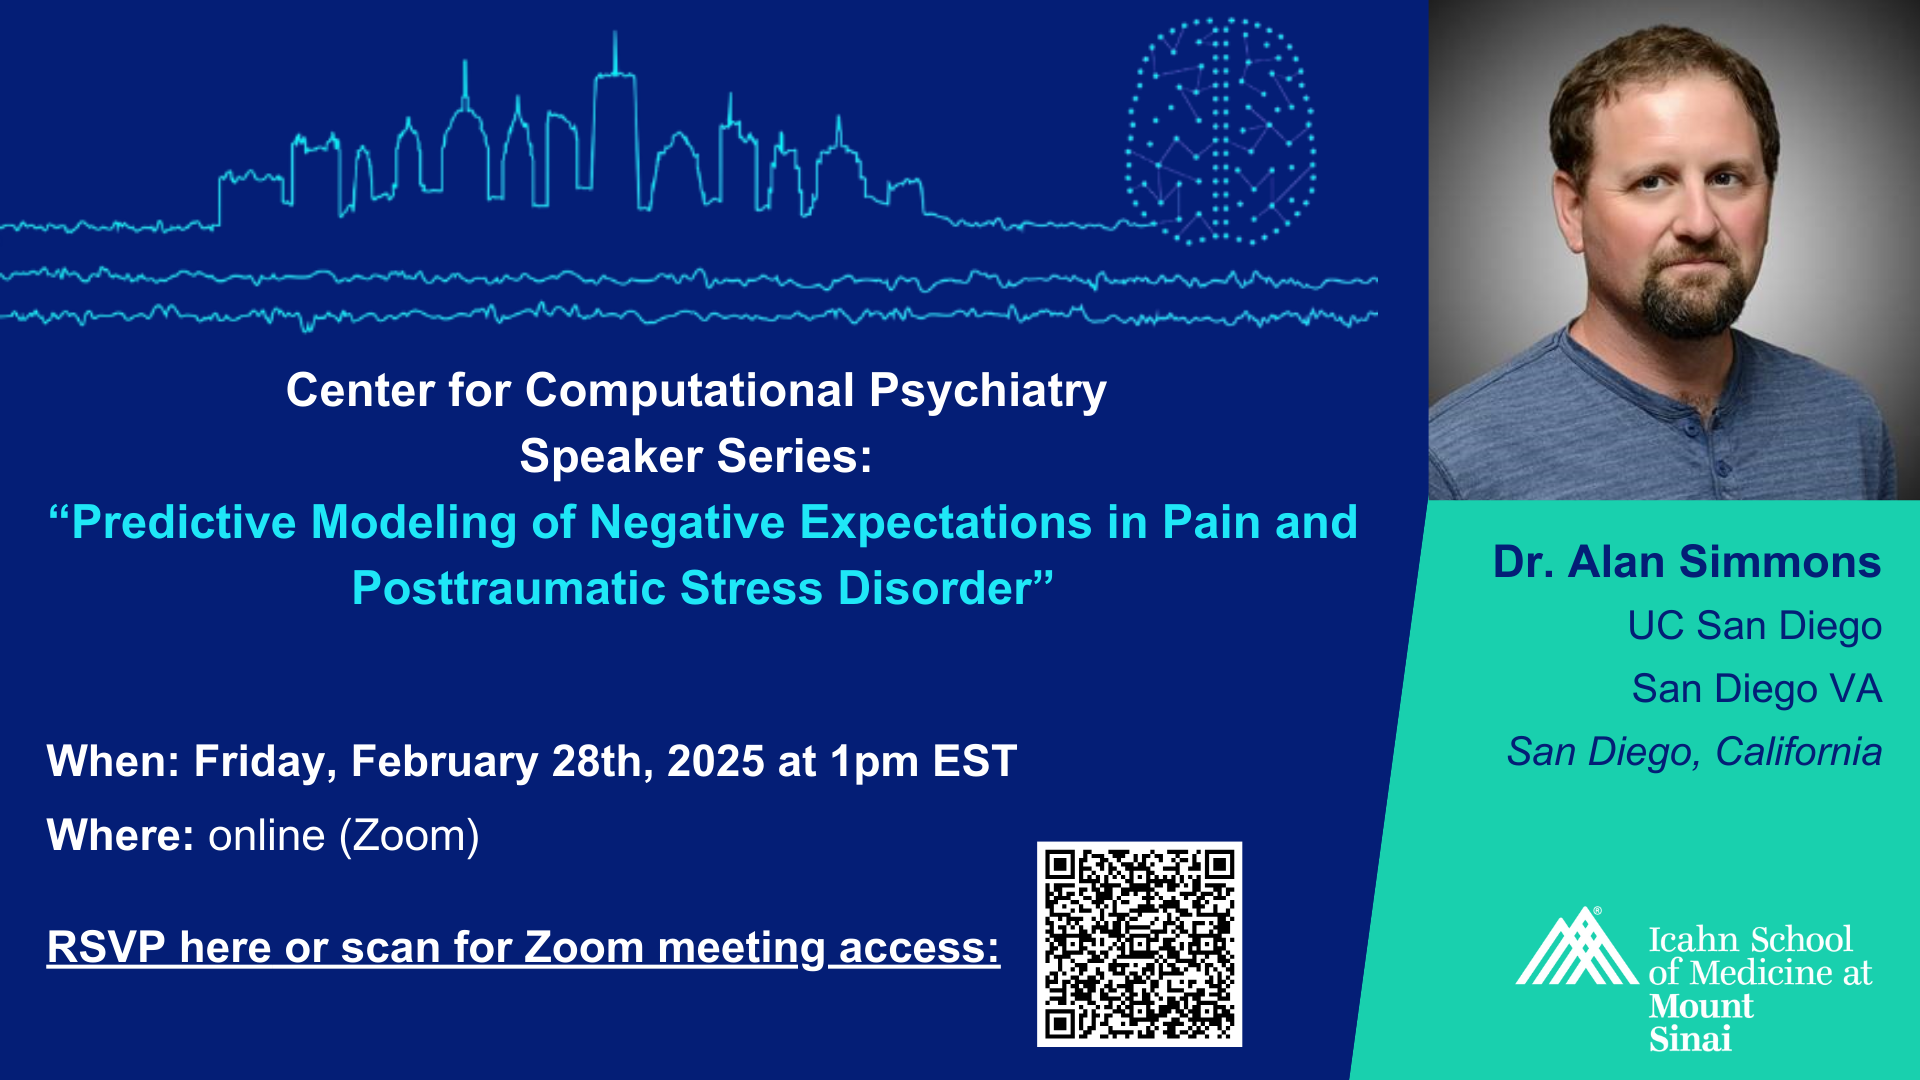 Center for Computational Psychiatry
Speaker Series:
“Predictive Modeling of Negative Expectations in Pain and
Posttraumatic Stress Disorder”
When: Friday, February 28th, 2025 at 1pm EST
Where: online (Zoom)
RSVP here or scan for Zoom meeting access:
Dr. Alan Simmons
UC San Diego
San Diego VA
San Diego, California
®
Icahn School
of Medicine at
Mount
Sinai